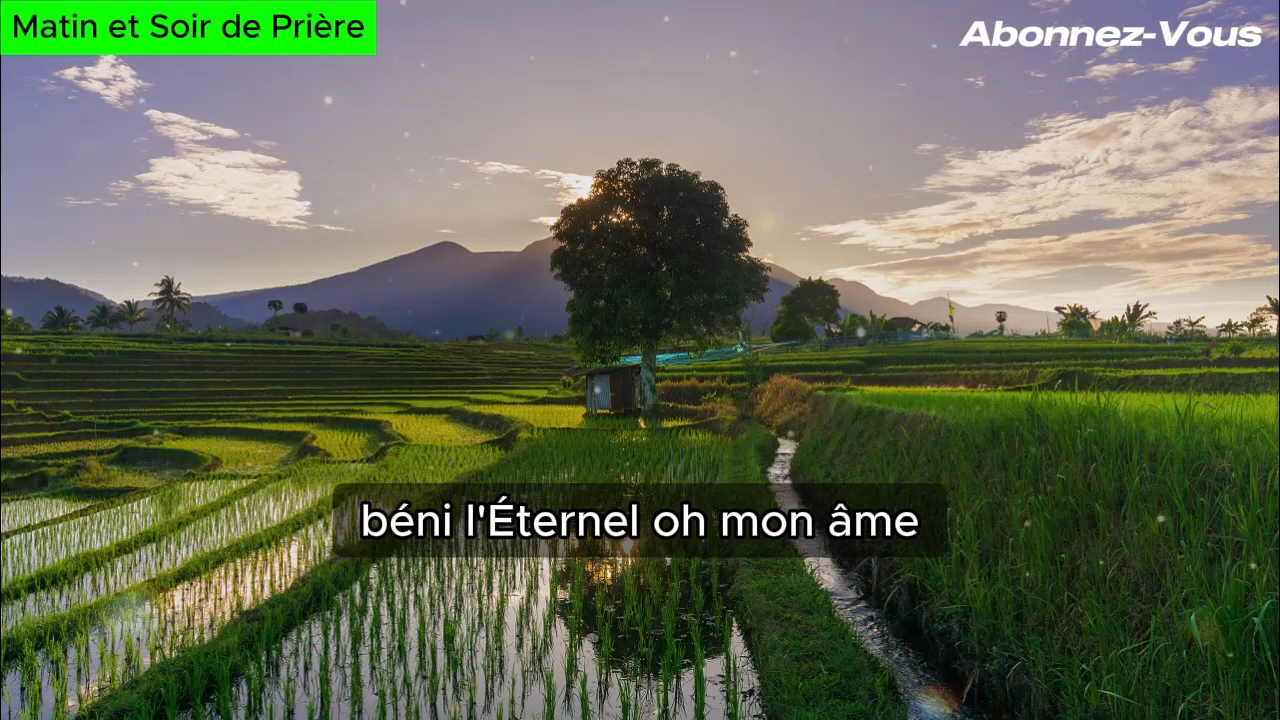 Matin et Soir de Prière
Abonnez-Vous
béni l'Éternel oh mon âme